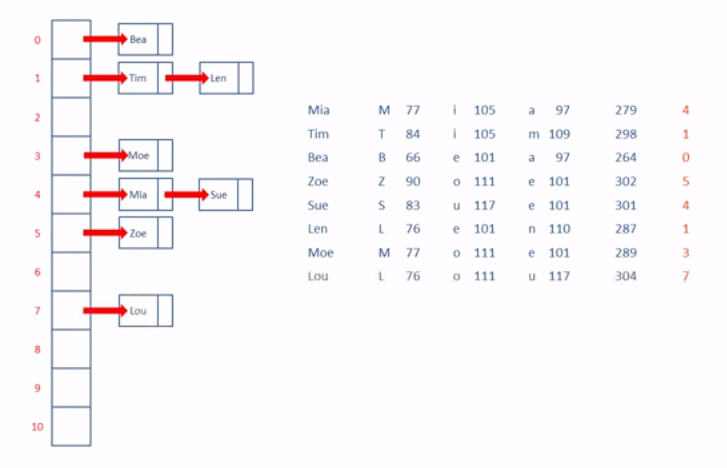 0 Bea
1 Tim Len
2
3 Moe
4 Mia Sue
5 Zoe
6
7 Lou
8
9
10
Mia M 77 i 105 a 97 279 4
Tim T 84 i 105 m 109 298 1
Bea B 66 e 101 a 97 264 0
Zoe Z 90 o 111 e 101 302 5
Sue S 83 u 117 e 101 301 4
Len L 76 e 101 n 110 287 1
Moe M 77 o 111 e 101 289 3
Lou L 76 o 111 u 117 304 7